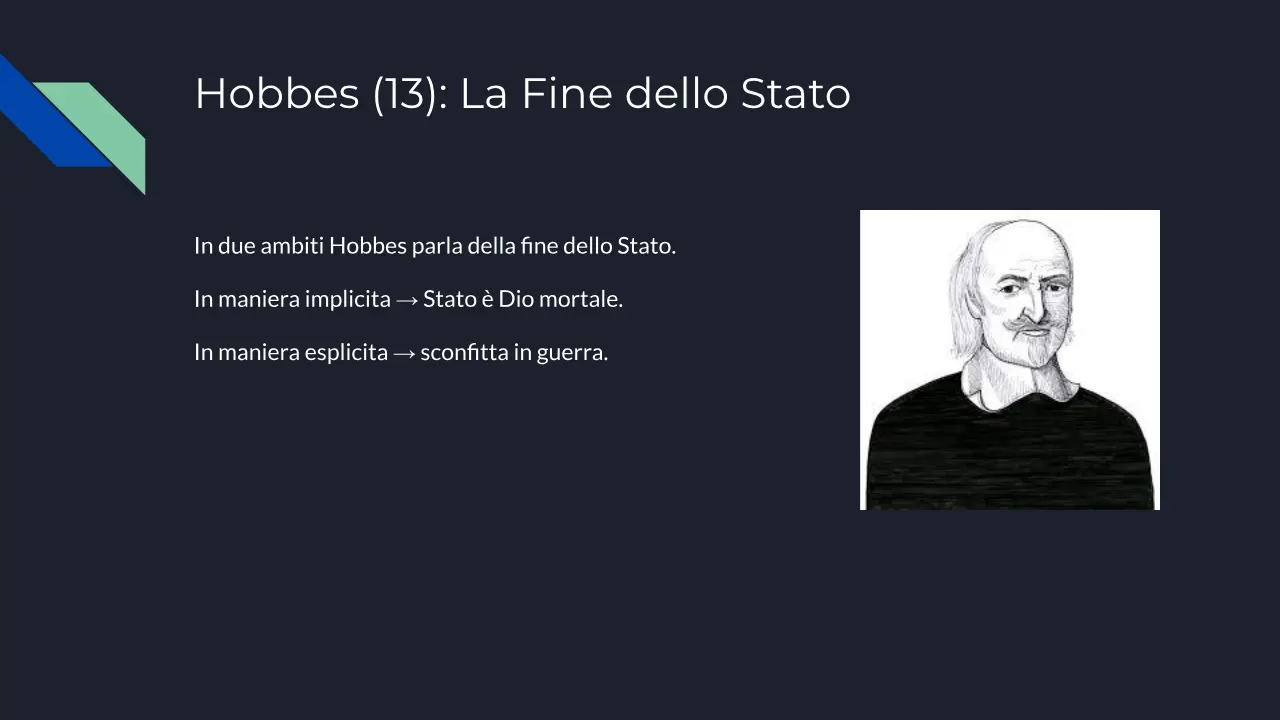 Hobbes (13): La Fine dello Stato
In due ambiti Hobbes parla della fine dello Stato.
In maniera implicita → Stato è Dio mortale.
In maniera esplicita → sconfitta in guerra.